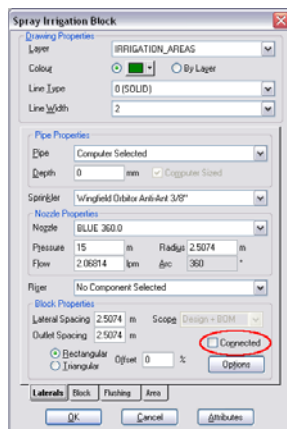 Spray Irrigation Block
Drawing Properties
Layer IRRIGATION_AREAS
Colour By Layer
Line Type 0 (SOLID)
Line Width 2
Pipe Properties
Pipe Computer Selected
Depth 0 mm Computer Sized
Sprinkler Wingfield Orbitor Anti-Ant 3/8"
Nozzle Properties
Nozzle BLUE 360.0
Pressure 15 m Radius 2.5074 m
Flow 2.06814 lpm Arc 360 °
Riser No Component Selected
Block Properties
Lateral Spacing 2.5074 m Scope Design + BOM
Outlet Spacing 2.5074 m Connected
Rectangular Offset 0 %
Triangular Options
Laterals Block Flushing Area
OK Cancel Attributes